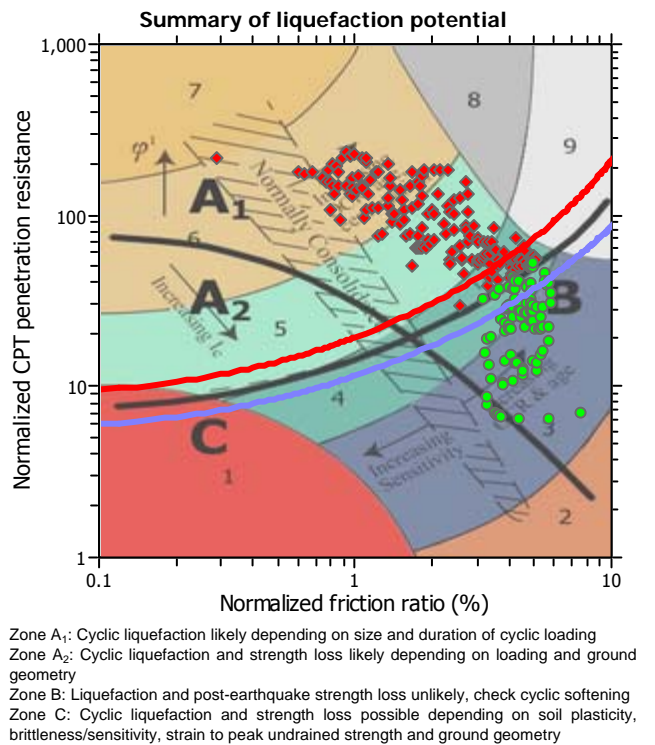 Summary of liquefaction potential
Normalized CPT penetration resistance
1,000
100
10
1
7
8
9
φ'
A1
Normally Consolid
6
A2
Increasing Ic
5
B
4
C
1
Increasing
Sensitivity
& age
3
2
0.1
1
10
Normalized friction ratio (%)
Zone A1: Cyclic liquefaction likely depending on size and duration of cyclic loading
Zone A2: Cyclic liquefaction and strength loss likely depending on loading and ground
geometry
Zone B: Liquefaction and post-earthquake strength loss unlikely, check cyclic softening
Zone C: Cyclic liquefaction and strength loss possible depending on soil plasticity,
brittleness/sensitivity, strain to peak undrained strength and ground geometry